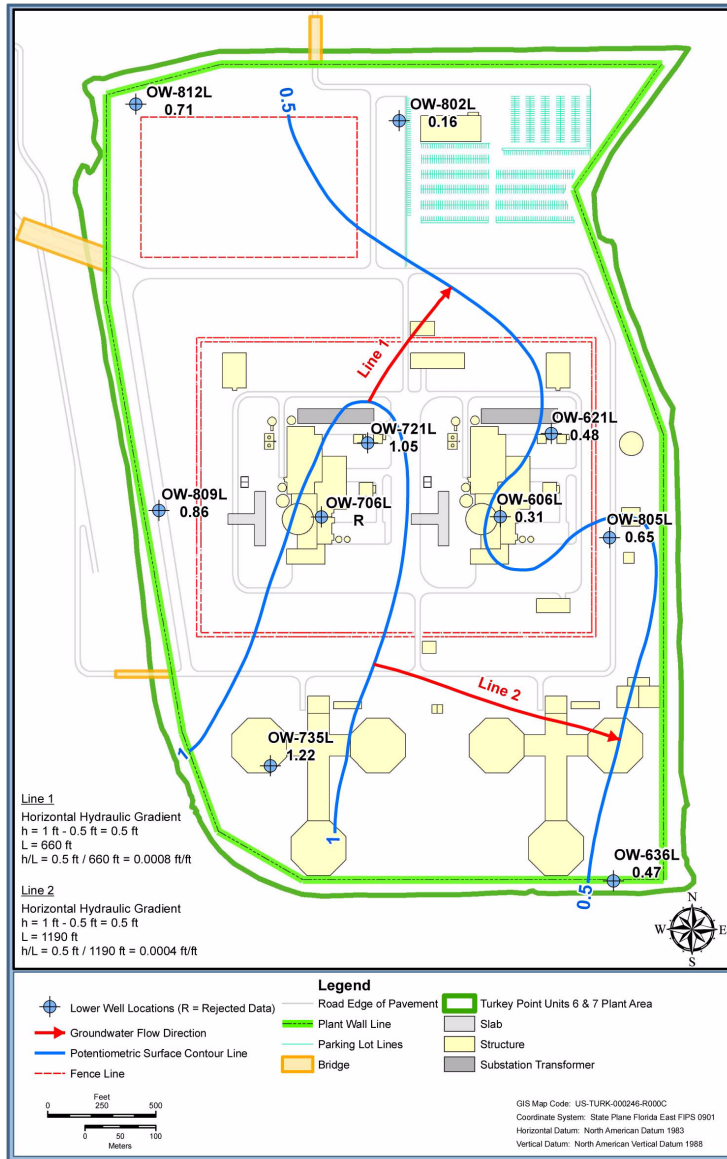 OW-812L
0.71
0.5
OW-802L
0.16
Line 1
OW-721L
1.05
OW-621L
0.48
OW-809L
0.86
OW-706L
R
OW-606L
0.31
OW-805L
0.65
Line 2
OW-735L
1.22
1
1
OW-636L
0.47
0.5
Line 1
Horizontal Hydraulic Gradient
h = 1 ft - 0.5 ft = 0.5 ft
L = 660 ft
h/L = 0.5 ft / 660 ft = 0.0008 ft/ft
Line 2
Horizontal Hydraulic Gradient
h = 1 ft - 0.5 ft = 0.5 ft
L = 1190 ft
h/L = 0.5 ft / 1190 ft = 0.0004 ft/ft
N
W E
S
Legend
Lower Well Locations (R = Rejected Data)
Groundwater Flow Direction
Potentiometric Surface Contour Line
Fence Line
Road Edge of Pavement
Plant Wall Line
Parking Lot Lines
Bridge
Turkey Point Units 6 & 7 Plant Area
Slab
Structure
Substation Transformer
Feet
0 250 500
0 50 100
Meters
GIS Map Code: US-TURK-000246-R000C
Coordinate System: State Plane Florida East FIPS 0901
Horizontal Datum: North American Datum 1983
Vertical Datum: North American Vertical Datum 1988